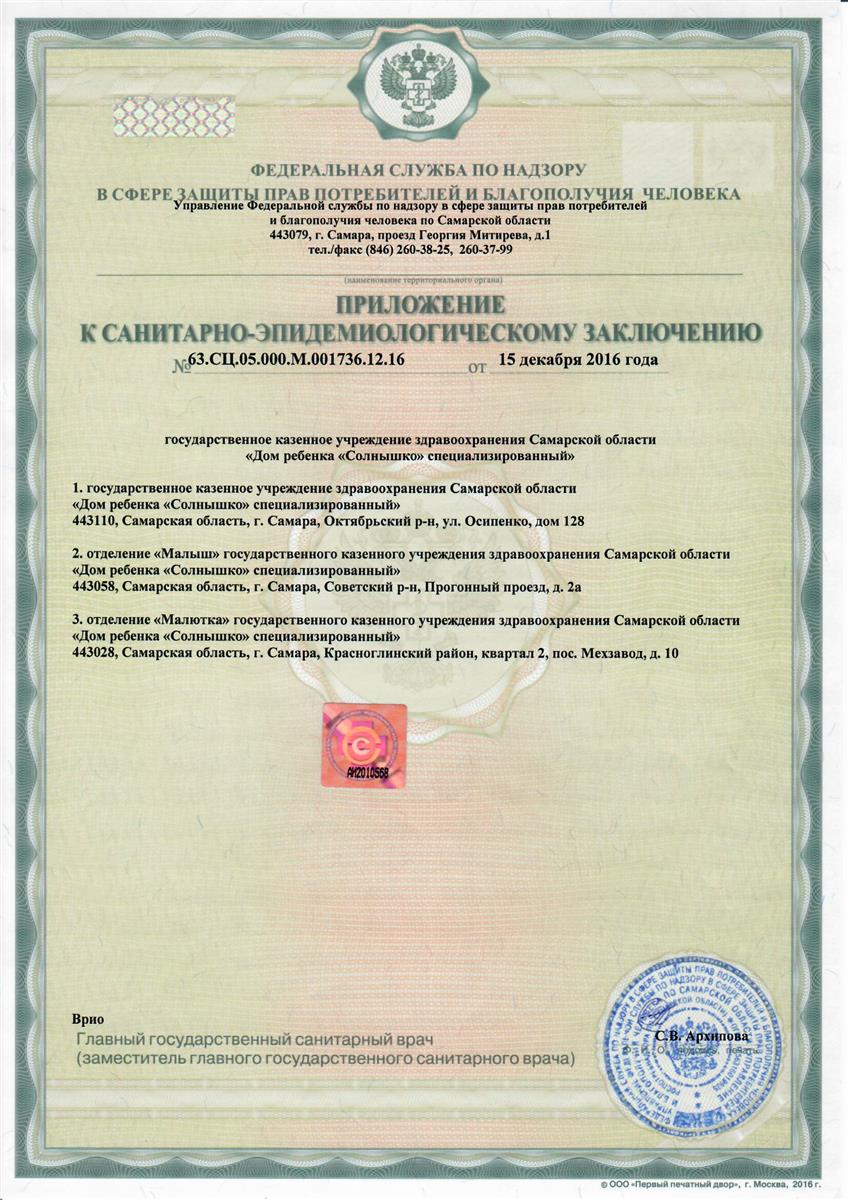 ФЕДЕРАЛЬНАЯ СЛУЖБА ПО НАДЗОРУ
В СФЕРЕ ЗАЩИТЫ ПРАВ ПОТРЕБИТЕЛЕЙ И БЛАГОПОЛУЧИЯ ЧЕЛОВЕКА
Управление Федеральной службы по надзору в сфере защиты прав потребителей
и благополучия человека по Самарской области
443079, г. Самара, проезд Георгия Митирева, д.1
тел./факс (846) 260-38-25, 260-37-99
(наименование территориального органа)
ПРИЛОЖЕНИЕ
К САНИТАРНО-ЭПИДЕМИОЛОГИЧЕСКОМУ ЗАКЛЮЧЕНИЮ
№ 63.СЦ.05.000.М.001736.12.16 от 15 декабря 2016 года
государственное казенное учреждение здравоохранения Самарской области
«Дом ребенка «Солнышко» специализированный»
1. государственное казенное учреждение здравоохранения Самарской области
«Дом ребенка «Солнышко» специализированный»
443110, Самарская область, г. Самара, Октябрьский р-н, ул. Осипенко, дом 128
2. отделение «Малыш» государственного казенного учреждения здравоохранения Самарской области
«Дом ребенка «Солнышко» специализированный»
443058, Самарская область, г. Самара, Советский р-н, Прогонный проезд, д. 2а
3. отделение «Малютка» государственного казенного учреждения здравоохранения Самарской области
«Дом ребенка «Солнышко» специализированный»
443028, Самарская область, г. Самара, Красноглинский район, квартал 2, пос. Мехзавод, д. 10
АИ2010568
Врио
Главный государственный санитарный врач
(заместитель главного государственного санитарного врача)
С.В. Архипова
© ООО «Первый печатный двор», г. Москва, 2016 г.